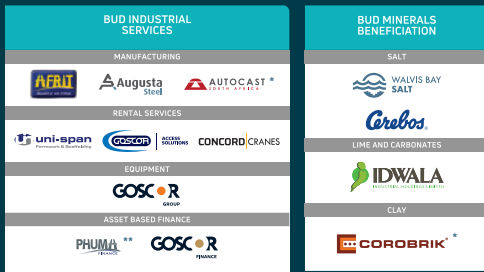 BUD INDUSTRIAL
SERVICES
MANUFACTURING
AFRIT
Augusta
Steel
AUTOCAST *
SOUTH AFRICA
RENTAL SERVICES
uni-span
Formwork & Scaffolding
GOSCOR
ACCESS
SOLUTIONS
CONCORD CRANES
EQUIPMENT
GOSCOR
GROUP
ASSET BASED FINANCE
PHUMA **
FINANCE
GOSCOR
FINANCE
BUD MINERALS
BENEFICIATION
SALT
WALVIS BAY
SALT
Cerebos
LIME AND CARBONATES
IDWALA
INDUSTRIAL HOLDINGS LIMITED
CLAY
COROBRIK® *